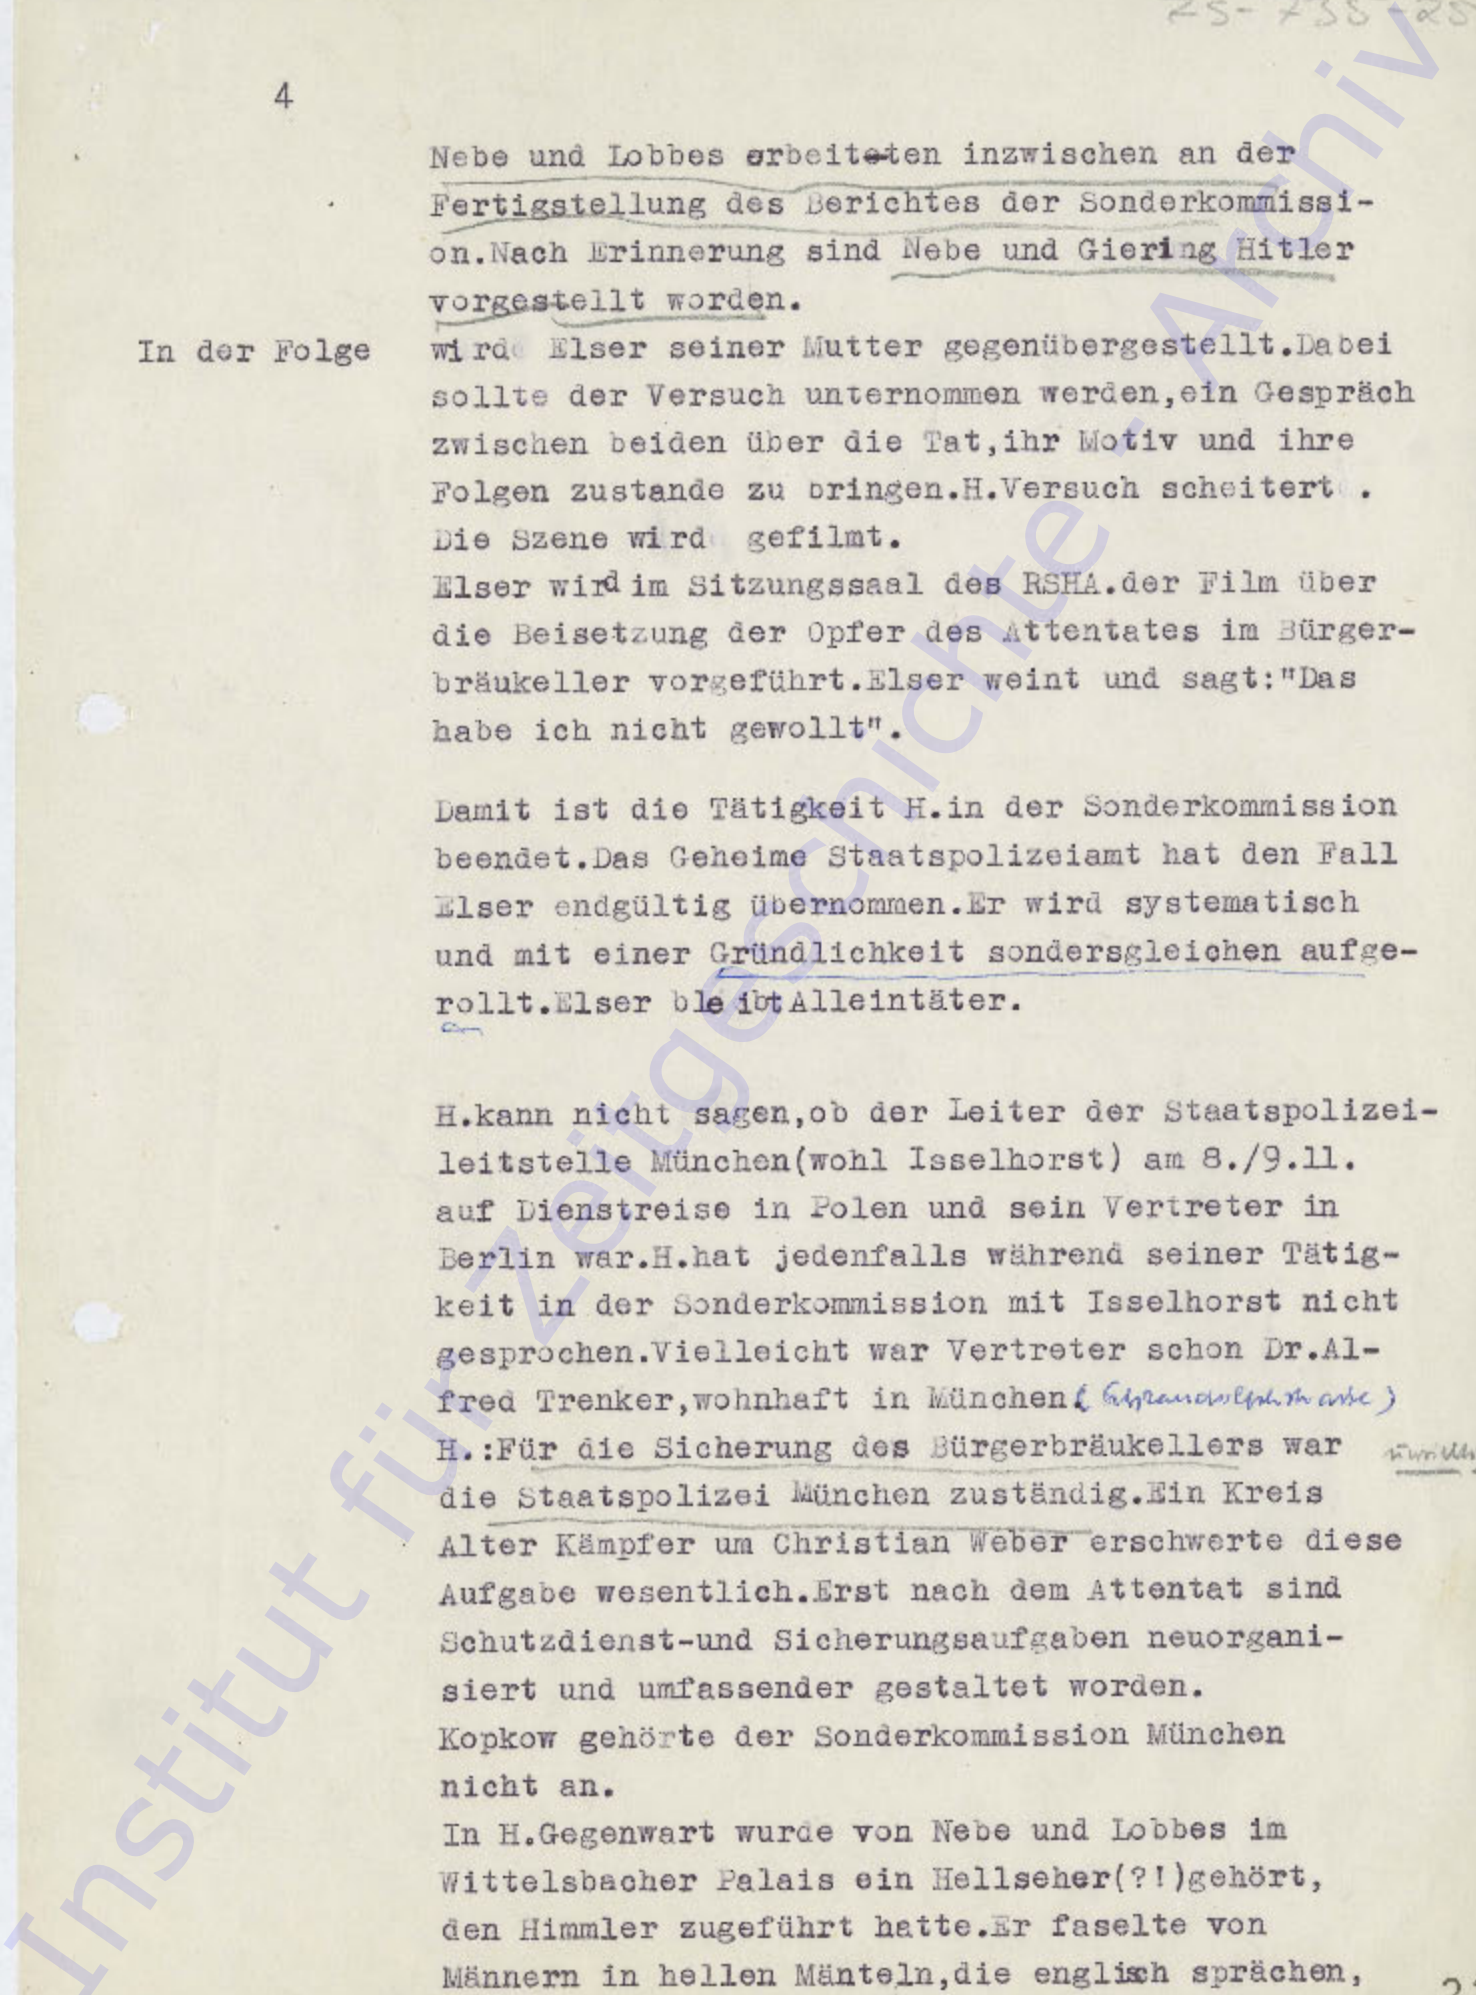 4
Nebe und Lobbes arbeiteten inzwischen an der
Fertigstellung des Berichtes der Sonderkommissi-
on.Nach Erinnerung sind Nebe und Giering Hitler
vorgestellt worden.
In der Folge wird Elser seiner Mutter gegenübergestellt.Dabei
sollte der Versuch unternommen werden,ein Gespräch
zwischen beiden über die Tat,ihr Motiv und ihre
Folgen zustande zu bringen.H.Versuch scheitert .
Die Szene wird gefilmt.
Elser wird im Sitzungssaal des RSHA.der Film über
die Beisetzung der Opfer des Attentates im Bürger-
bräukeller vorgeführt.Elser weint und sagt:"Das
habe ich nicht gewollt".
Damit ist die Tätigkeit H.in der Sonderkommission
beendet.Das Geheime Staatspolizeiamt hat den Fall
Elser endgültig übernommen.Er wird systematisch
und mit einer Gründlichkeit sondersgleichen aufge-
rollt.Elser bleibt Alleintäter.
H.kann nicht sagen,ob der Leiter der Staatspolizei-
leitstelle München(wohl Isselhorst) am 8./9.11.
auf Dienstreise in Polen und sein Vertreter in
Berlin war.H.hat jedenfalls während seiner Tätig-
keit in der Sonderkommission mit Isselhorst nicht
gesprochen.Vielleicht war Vertreter schon Dr.Al-
fred Trenker,wohnhaft in München
H.:Für die Sicherung des Bürgerbräukellers war
die Staatspolizei München zuständig.Ein Kreis
Alter Kämpfer um Christian Weber erschwerte diese
Aufgabe wesentlich.Erst nach dem Attentat sind
Schutzdienst-und Sicherungsaufgaben neuorgani-
siert und umfassender gestaltet worden.
Kopkow gehörte der Sonderkommission München
nicht an.
In H.Gegenwart wurde von Nebe und Lobbes im
Wittelsbacher Palais ein Hellseher(?!)gehört,
den Himmler zugeführt hatte.Er faselte von
Männern in hellen Mänteln,die englisch sprächen,
Institut für Zeitgeschichte - Archiv